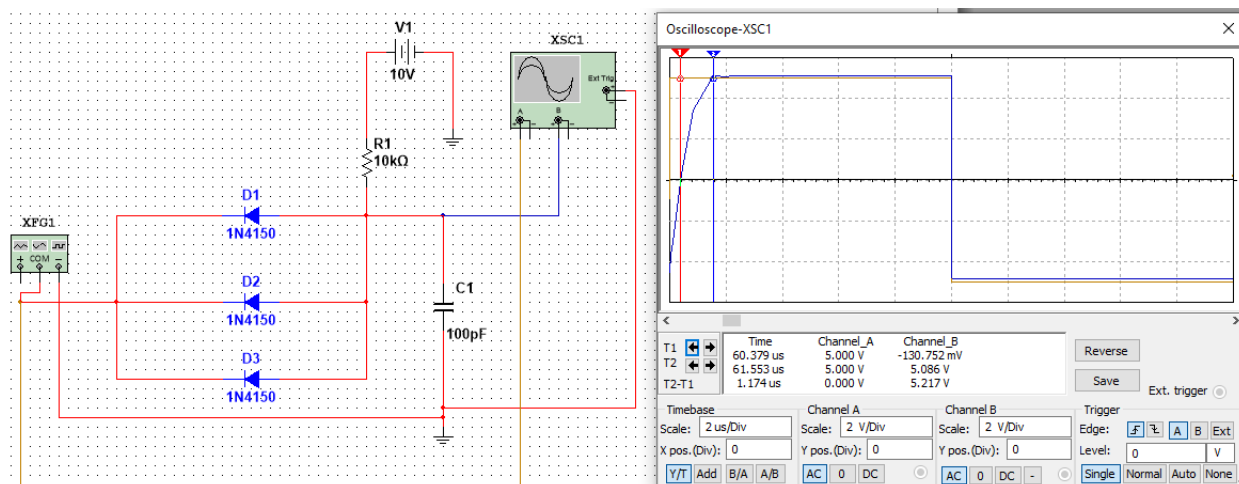 V1
10V
XSC1
Ext Trig
A
B
R1
10kΩ
D1
1N4150
XFG1
COM
D2
1N4150
C1
100pF
D3
1N4150
Oscilloscope-XSC1
1
2
T1
T2
T2-T1
Time Channel_A Channel_B
60.379 us 5.000 V -130.752 mV
61.553 us 5.086 V
5.000 V
1.174 us 0.000 V 5.217 V
Reverse
Save
Ext. trigger
Timebase
Scale: 2 us/Div
X pos.(Div): 0
Y/T Add B/A A/B
Channel A
Scale: 2 V/Div
Y pos.(Div): 0
AC 0 DC
Channel B
Scale: 2 V/Div
Y pos.(Div): 0
AC 0 DC -
Trigger
Edge: A B Ext
Level: 0 V
Single Normal Auto None